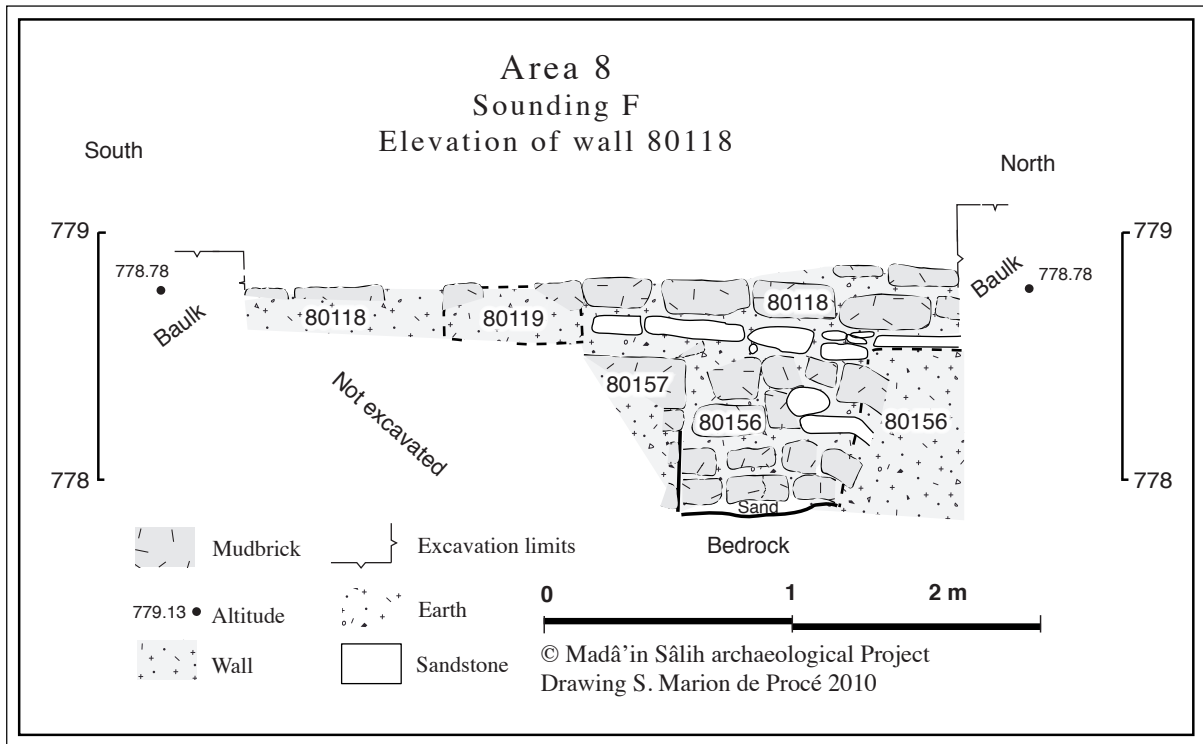 Area 8
Sounding F
Elevation of wall 80118
South
North
779
779
778.78
778.78
Baulk
Baulk
80118
80119
80118
80157
80156
80156
Not excavated
778
778
Sand
Bedrock
Mudbrick
Excavation limits
779.13
Altitude
Earth
Wall
Sandstone
0 1 2 m
© Madâ'in Sâlih archaeological Project
Drawing S. Marion de Procé 2010